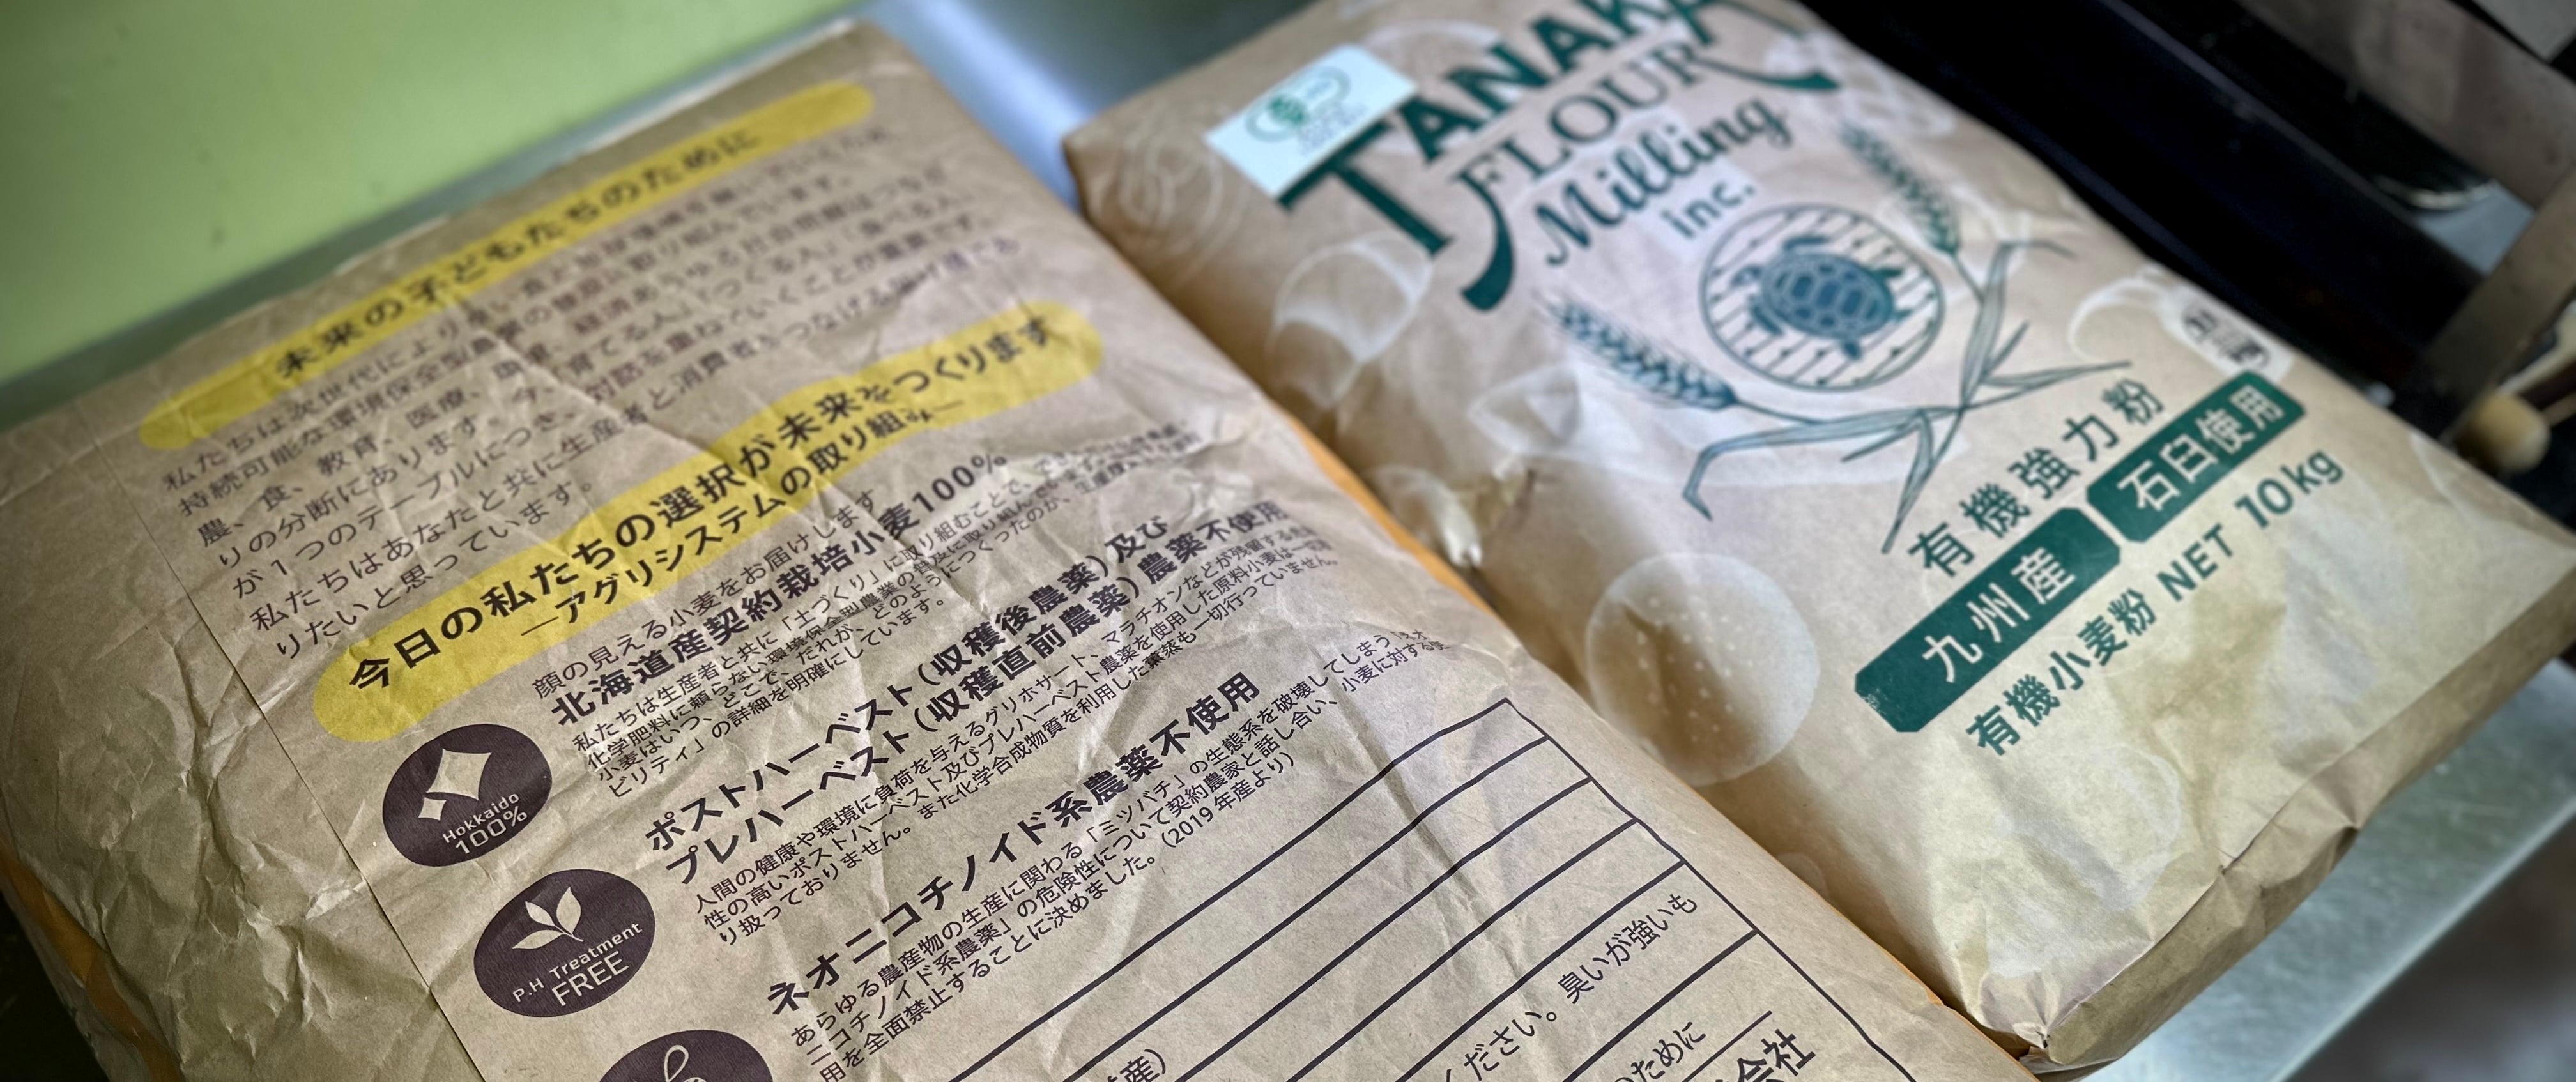 未来の子どもたちのために
私たちは次世代により良い食と地球環境を
持続可能な環境保全型農業の普及に取り組んでいます。
農、食、教育、医療、
りの分断にあります。今、「育てる人」「つくる人」「食べる人」
が１つのテーブルにつき、対話を重ねていくことが重要です。
私たちはあなたと共に生産者と消費者をつなげる
りたいと思っています。
今日の私たちの選択が未来をつくります
―アグリシステムの取り組み―
顔の見える小麦をお届けします
北海道産契約栽培小麦100%
私たちは生産者と共に「土づくり」に取り組むことで、
化学肥料に頼らない環境保全型農業の普及に取り組んで
小麦はいつ、どこで、だれが、どのようにつくったのか、
ビリティ」の詳細を明確にしています。
Hokkaido
100%
ポストハーベスト(収穫後農薬)及び
プレハーベスト(収穫直前農薬)農薬不使用
人間の健康や環境に負荷を与えるグリホサート、マラチオンなどが残留する
性の高いポストハーベスト及びプレハーベスト農薬を使用した原料小麦は一切
り扱っておりません。また化学合成物質を利用した燻蒸も一切行っていません。
P.H Treatment
FREE
ネオニコチノイド系農薬不使用
あらゆる農産物の生産に関わる「ミツバチ」の生態系を破壊してしまう
ニコチノイド系農薬」の危険性について契約農家と話し合い、小麦に対する
用を全面禁止することに決めました。(2019年産より)
産)
ください。臭いが強いも
のために
会社
TANAKA
FLOUR
Milling
inc.
有機強力粉
九州産 石臼使用
有機小麦粉 NET 10kg